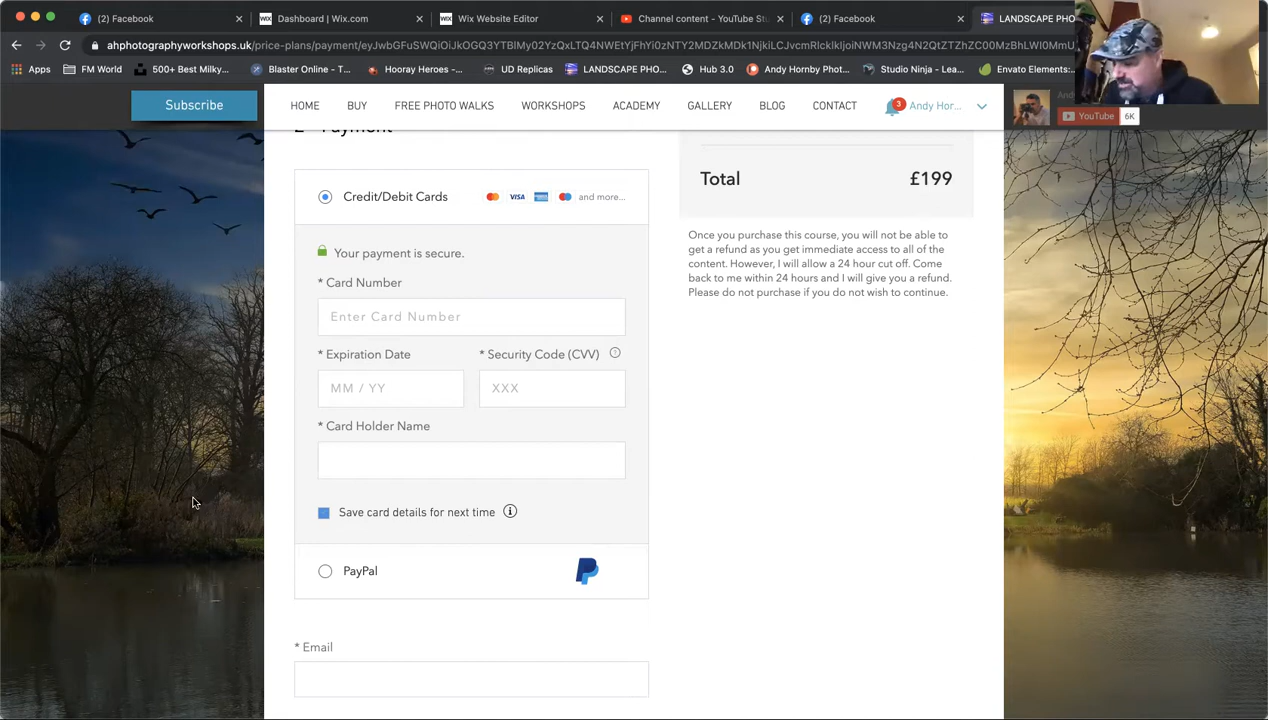 (2) Facebook
Dashboard | Wix.com
Wix Website Editor
Channel content - YouTube St
(2) Facebook
LANDSCAPE PHO
ahphotographyworkshops.uk/price-plans/payment/
Apps
FM World
500+ Best Milky...
Blaster Online - T...
Hooray Heroes -...
UD Replicas
LANDSCAPE PHO...
Hub 3.0
Andy Hornby Phot...
Studio Ninja - Lea...
Envato Elements:
Subscribe
HOME
BUY
FREE PHOTO WALKS
WORKSHOPS
ACADEMY
GALLERY
BLOG
CONTACT
3
Andy Hor...
YouTube
6K
2 - Payment
Credit/Debit Cards
VISA
and more...
Your payment is secure.
* Card Number
Enter Card Number
* Expiration Date
* Security Code (CVV)
MM / YY
XXX
* Card Holder Name
Save card details for next time
PayPal
* Email
Total
£199
Once you purchase this course, you will not be able to
get a refund as you get immediate access to all of the
content. However, I will allow a 24 hour cut off. Come
back to me within 24 hours and I will give you a refund.
Please do not purchase if you do not wish to continue.